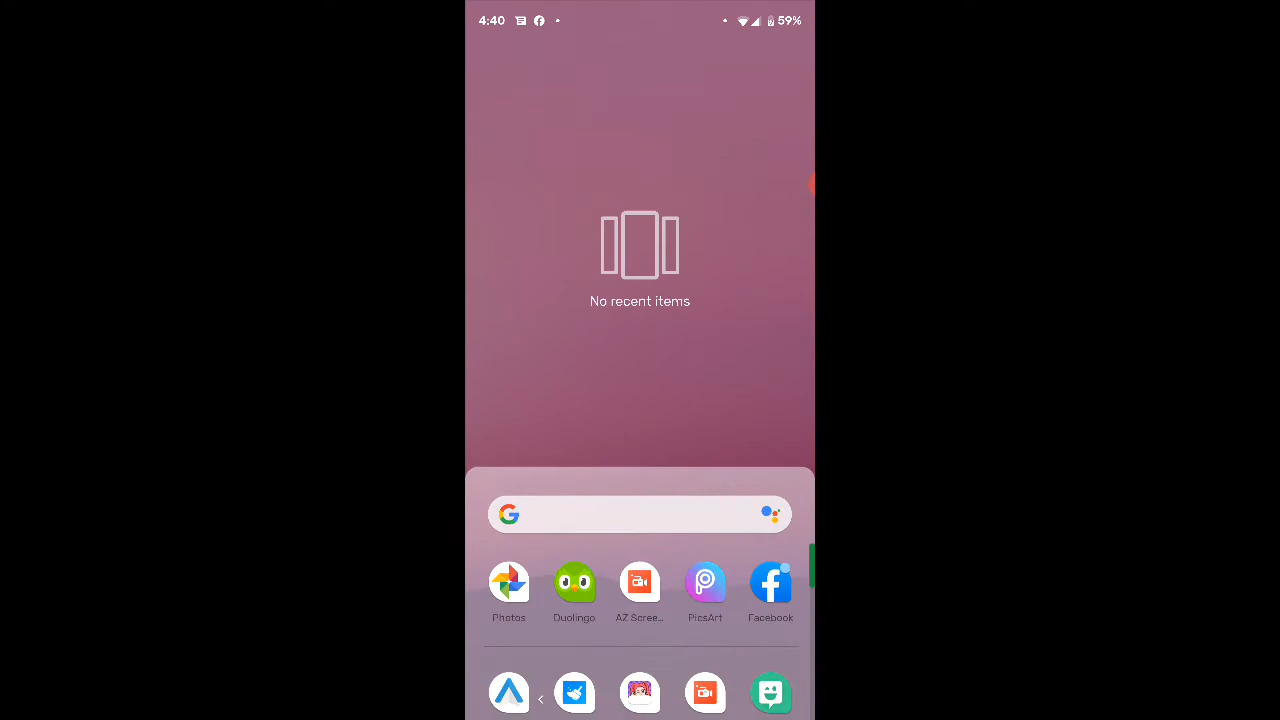 4:40
59%
No recent items
Photos
Duolingo
AZ Scree...
PicsArt
Facebook